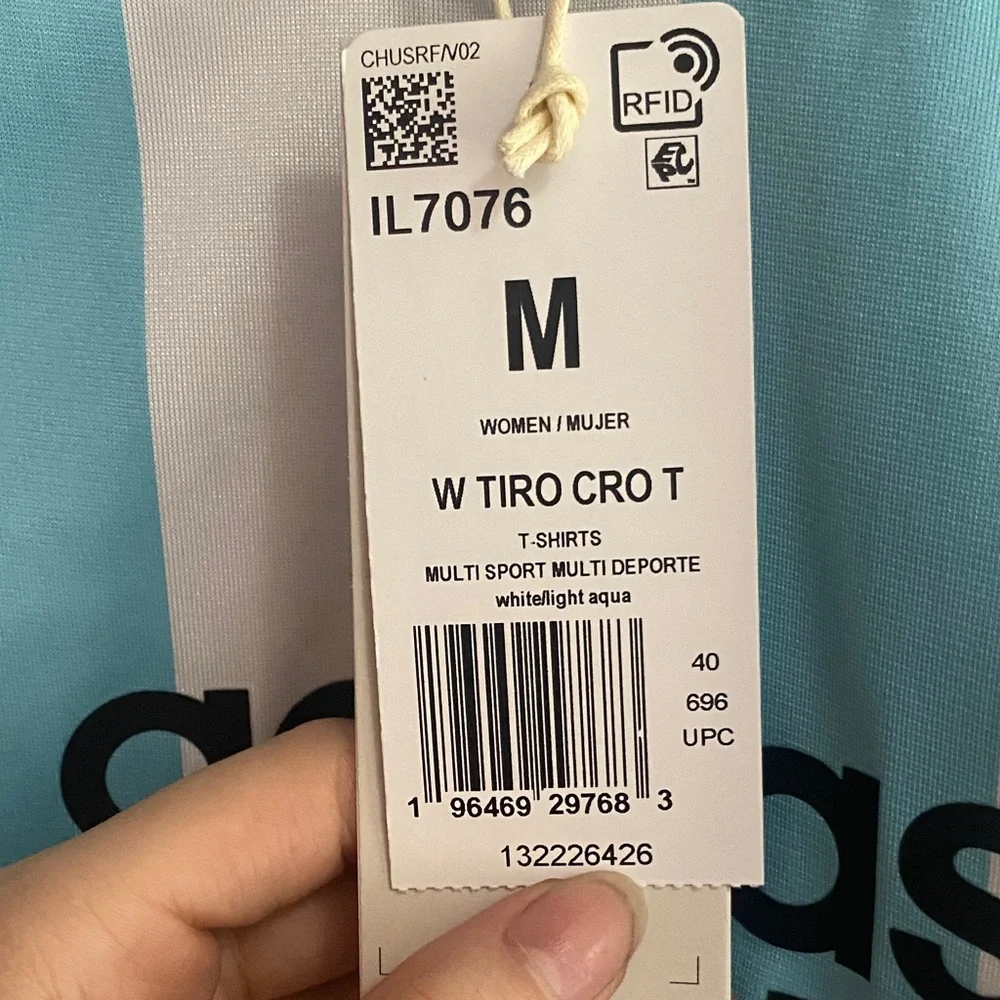 CHUSRF/V02
RFID
EPC
IL7076
M
WOMEN / MUJER
W TIRO CRO T
T-SHIRTS
MULTI SPORT MULTI DEPORTE
white/light aqua
40
696
UPC
1 96469 29768 3
132226426